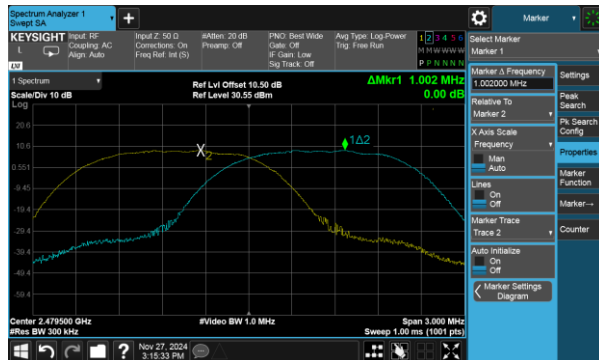 Spectrum Analyzer 1
Swept SA
Marker
KEYSIGHT
Input: RF
Coupling: AC
Align: Auto
Input Z: 50 Ω
Corrections: On
Freq Ref: Int (S)
#Atten: 20 dB
Preamp: Off
PNO: Best Wide
Gate: Off
IF Gain: Low
Sig Track: Off
Avg Type: Log-Power
Trig: Free Run
1 2 3 4 5 6
M M W W W W
P P N N N N
L
LXI
1 Spectrum
Scale/Div 10 dB
Ref Lvl Offset 10.50 dB
Ref Level 30.55 dBm
ΔMkr1 1.002 MHz
0.00 dB
Log
20.6
10.6
0.551
-9.45
-19.4
-29.4
-39.4
-49.4
-59.4
X2
1Δ2
Center 2.479500 GHz
#Res BW 300 kHz
#Video BW 1.0 MHz
Span 3.000 MHz
Sweep 1.00 ms (1001 pts)
Select Marker
Marker 1
Marker Δ Frequency
1.002000 MHz
Relative To
Marker 2
X Axis Scale
Frequency
Man
Auto
Lines
On
Off
Marker Trace
Trace 2
Auto Initialize
On
Off
Marker Settings
Diagram
Settings
Peak
Search
Pk Search
Config
Properties
Marker
Function
Marker→
Counter
Nov 27, 2024
3:15:33 PM